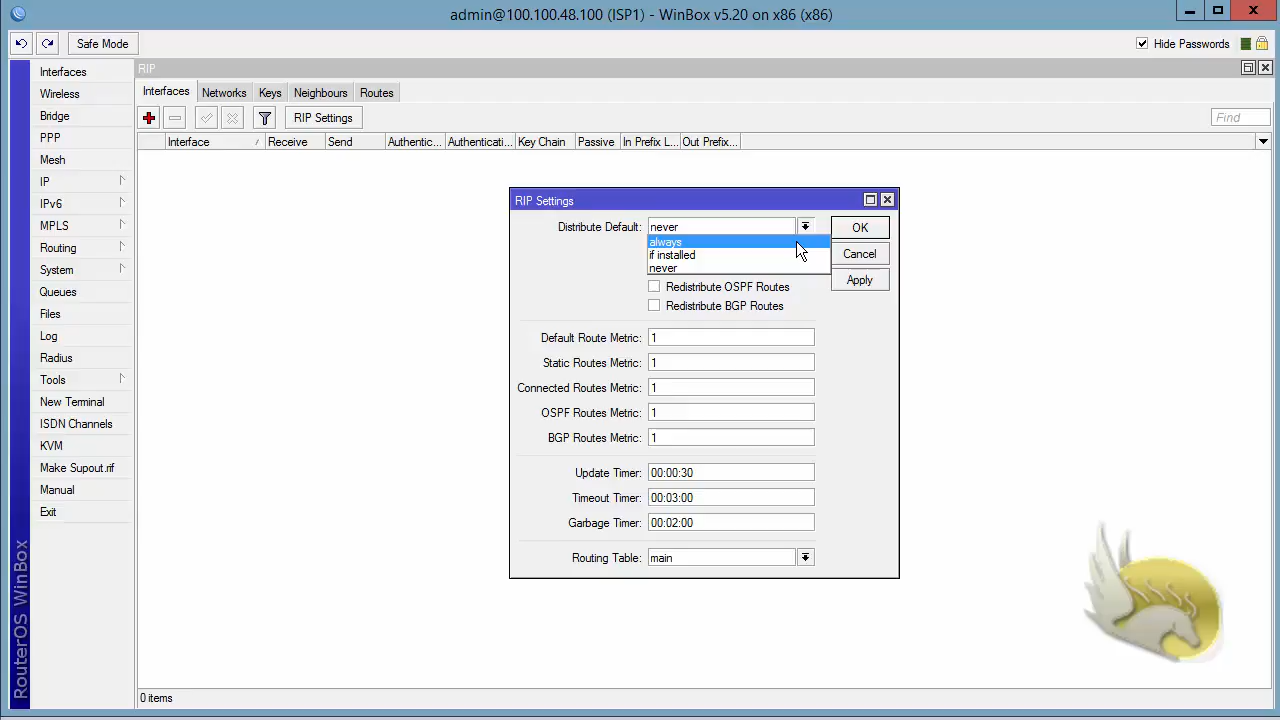 admin@100.100.48.100 (ISP1) - WinBox v5.20 on x86 (x86)
Safe Mode
Hide Passwords
RouterOS WinBox
Interfaces
Wireless
Bridge
PPP
Mesh
IP
IPv6
MPLS
Routing
System
Queues
Files
Log
Radius
Tools
New Terminal
ISDN Channels
KVM
Make Supout.rif
Manual
Exit
RIP
Interfaces Networks Keys Neighbours Routes
RIP Settings
Find
Interface Receive Send Authentic... Authenticati... Key Chain Passive In Prefix L... Out Prefix...
RIP Settings
Distribute Default: never
always
if installed
never
Redistribute OSPF Routes
Redistribute BGP Routes
Default Route Metric: 1
Static Routes Metric: 1
Connected Routes Metric: 1
OSPF Routes Metric: 1
BGP Routes Metric: 1
Update Timer: 00:00:30
Timeout Timer: 00:03:00
Garbage Timer: 00:02:00
Routing Table: main
OK
Cancel
Apply
0 items